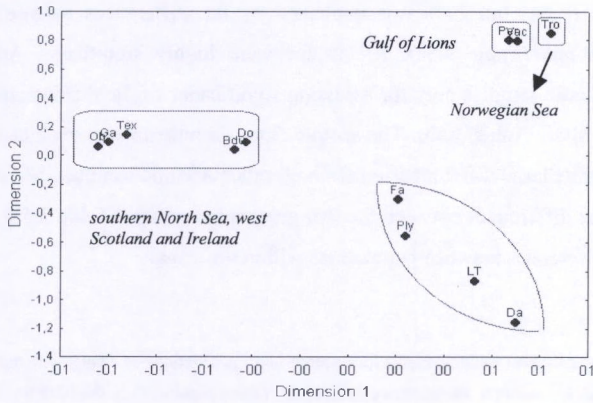 Dimension 2
1,0
0,8
0,6
0,4
0,2
0,0
-0,2
-0,4
-0,6
-0,8
-1,0
-1,2
-1,4
Gulf of Lions
Tro
Norwegian Sea
Ga Tex
Bdl Do
southern North Sea, west
Scotland and Ireland
Fa
Ply
LT
Da
-01 -01 -01 -00 -00 00 00 00 01 01 01
Dimension 1